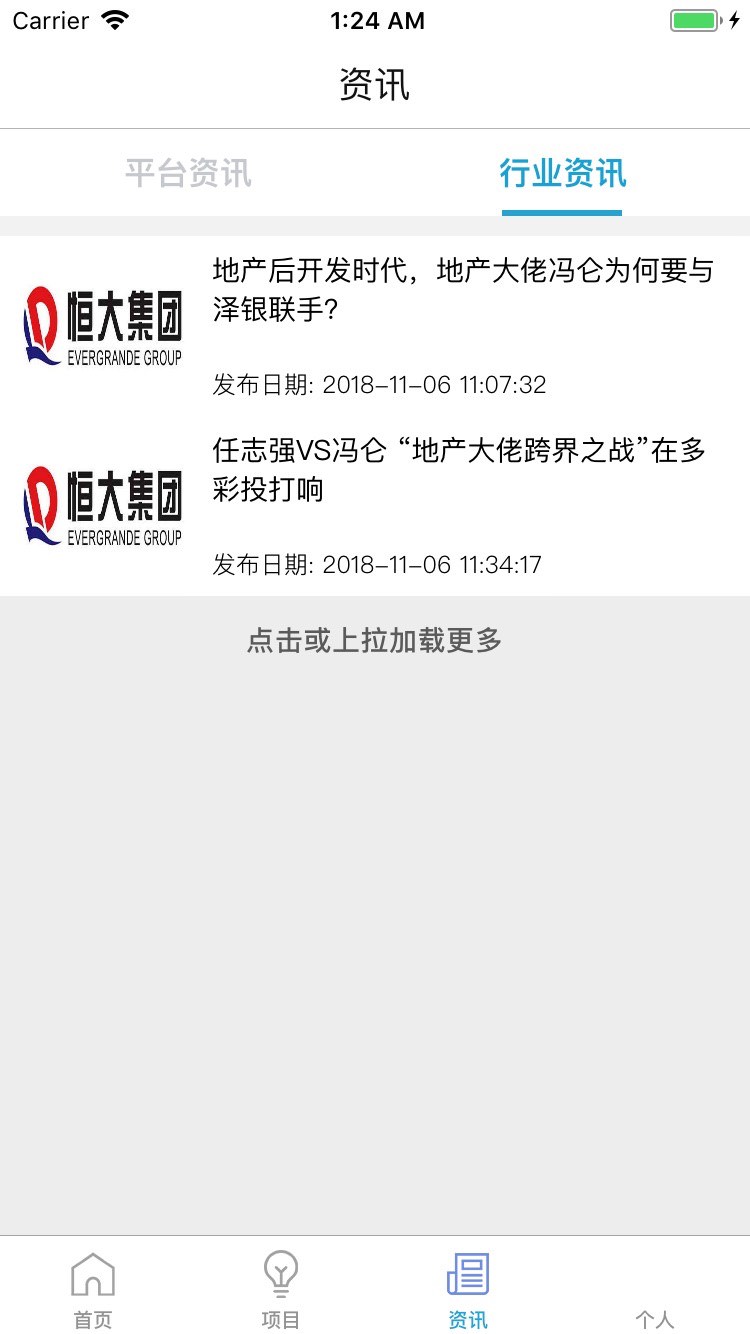 Carrier 1:24 AM
资讯
平台资讯 行业资讯
恒大集团
EVERGRANDE GROUP
地产后开发时代，地产大佬冯仑为何要与
泽银联手?
发布日期: 2018-11-06 11:07:32
恒大集团
EVERGRANDE GROUP
任志强VS冯仑 “地产大佬跨界之战”在多
彩投打响
发布日期: 2018-11-06 11:34:17
点击或上拉加载更多
首页 项目 资讯 个人